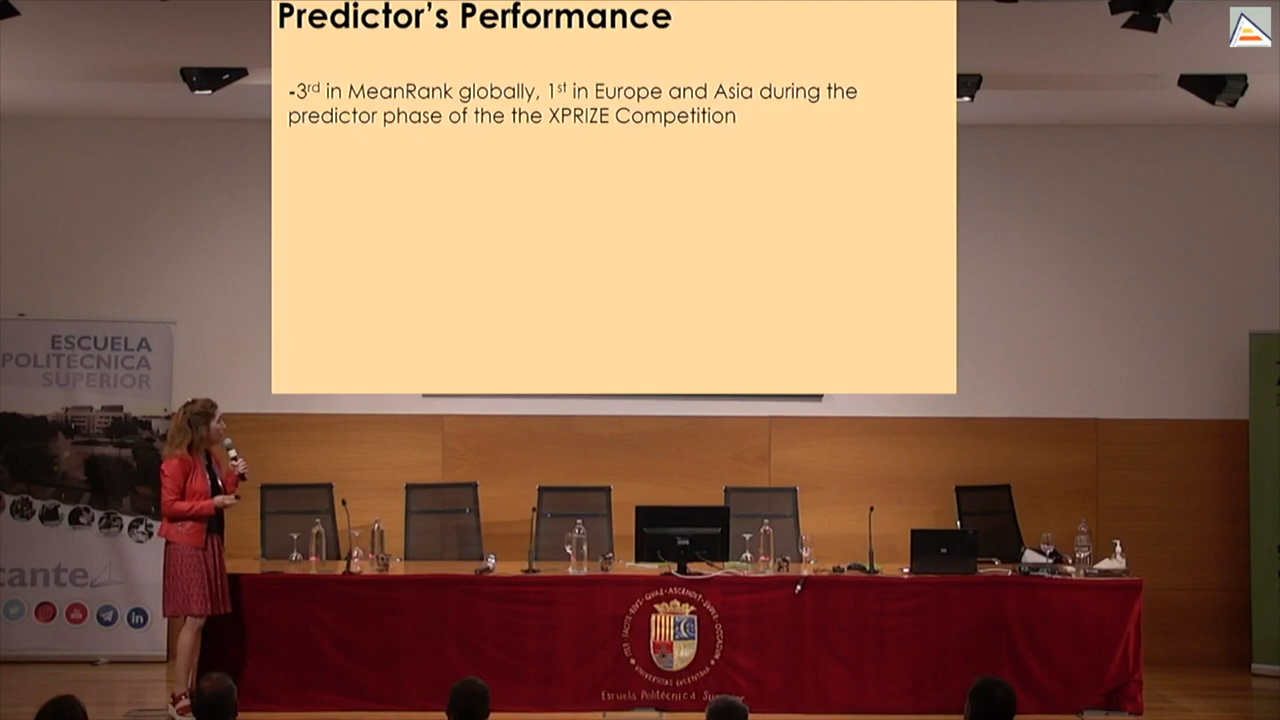 Predictor's Performance
-3rd in MeanRank globally, 1st in Europe and Asia during the
predictor phase of the the XPRIZE Competition
ESCUELA
POLITÉCNICA
SUPERIOR
cante
Escuela Politécnica Superior